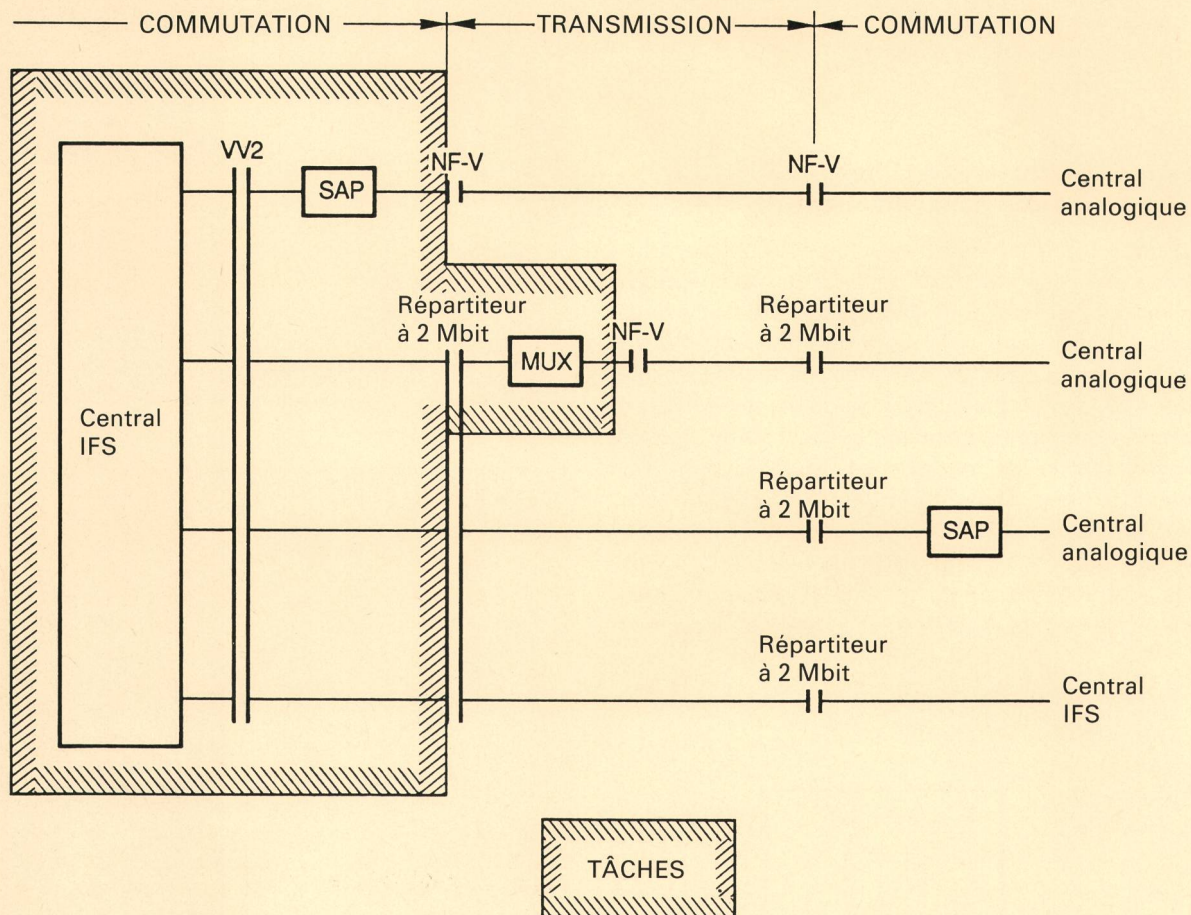 COMMUTATION TRANSMISSION COMMUTATION
VV2
SAP
NF-V
NF-V
Central
analogique
Répartiteur
à 2 Mbit
MUX
NF-V
Répartiteur
à 2 Mbit
Central
analogique
Central
IFS
Répartiteur
à 2 Mbit
SAP
Central
analogique
Répartiteur
à 2 Mbit
Central
IFS
TÂCHES